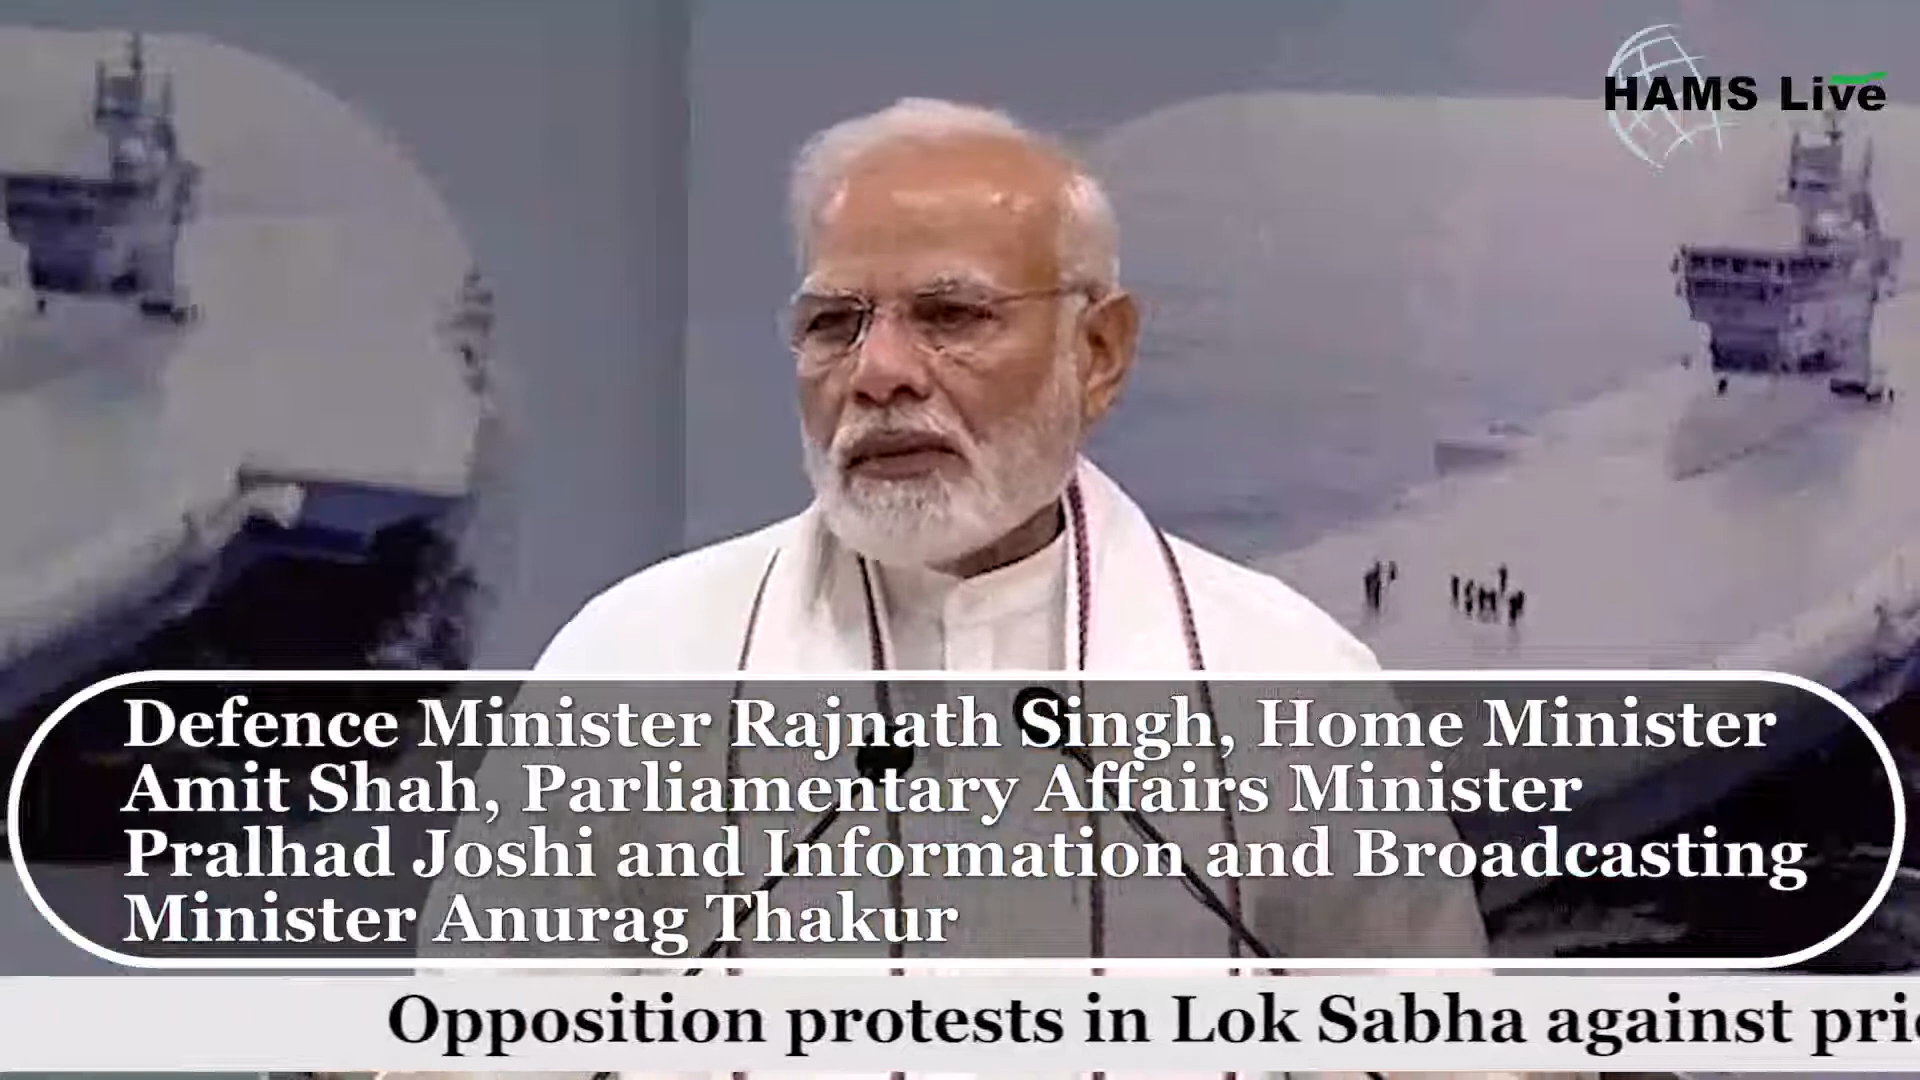 HAMS Live
Defence Minister Rajnath Singh, Home Minister
Amit Shah, Parliamentary Affairs Minister
Pralhad Joshi and Information and Broadcasting
Minister Anurag Thakur
Opposition protests in Lok Sabha against